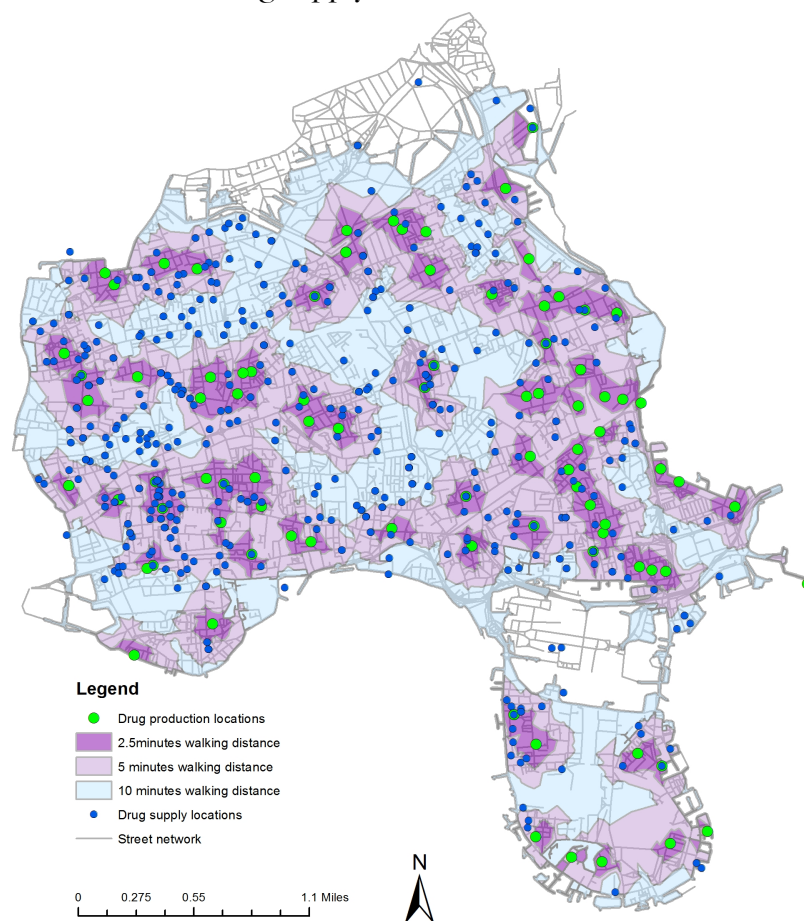 g supply
Legend
Drug production locations
2.5minutes walking distance
5 minutes walking distance
10 minutes walking distance
Drug supply locations
Street network
N
0 0.275 0.55 1.1 Miles